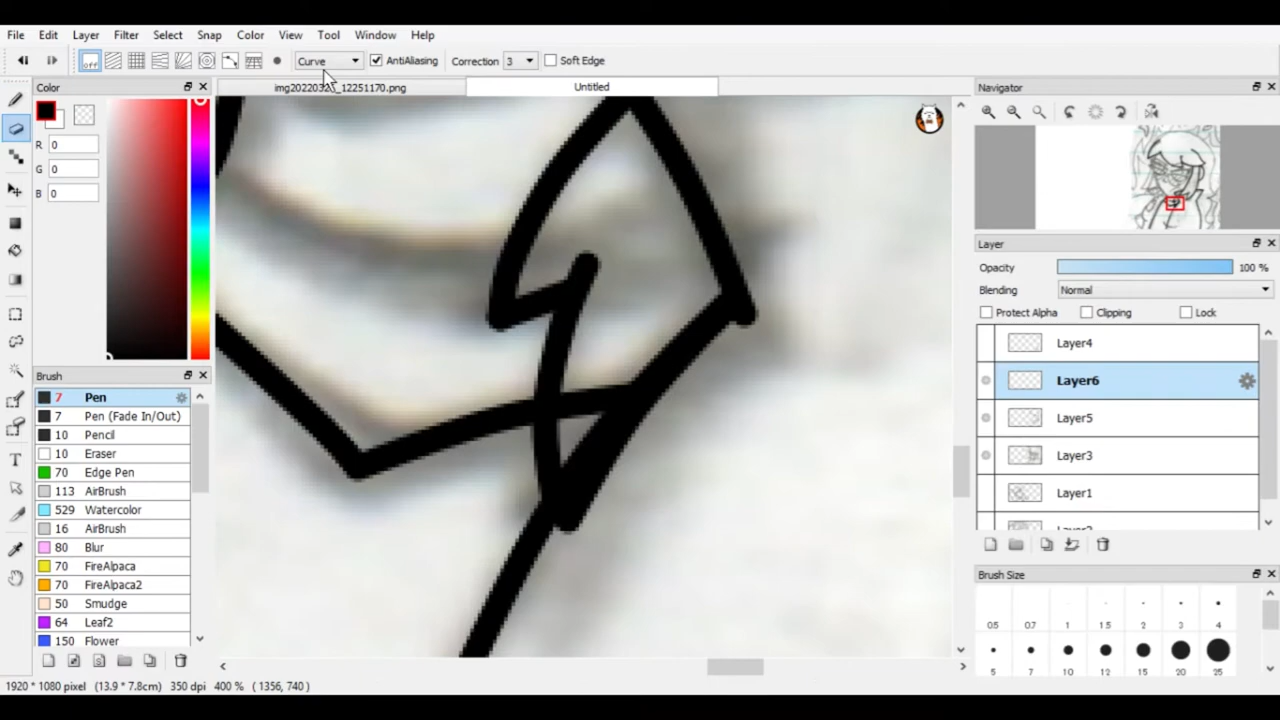 File Edit Layer Filter Select Snap Color View Tool Window Help
off Curve AntiAliasing Correction 3 Soft Edge
Color
Untitled
Navigator
R 0
G 0
B 0
Layer
Opacity 100 %
Blending Normal
Protect Alpha Clipping Lock
Layer4
Layer6
Layer5
Layer3
Layer1
Brush
7 Pen
7 Pen (Fade In/Out)
10 Pencil
10 Eraser
70 Edge Pen
113 AirBrush
529 Watercolor
16 AirBrush
80 Blur
70 FireAlpaca
70 FireAlpaca2
50 Smudge
64 Leaf2
150 Flower
Brush Size
0.5 0.7 1 1.5 2 3 4
5 7 10 12 15 20 25
1920 * 1080 pixel (13.9 * 7.8cm) 350 dpi 400 % ( 1356, 740 )